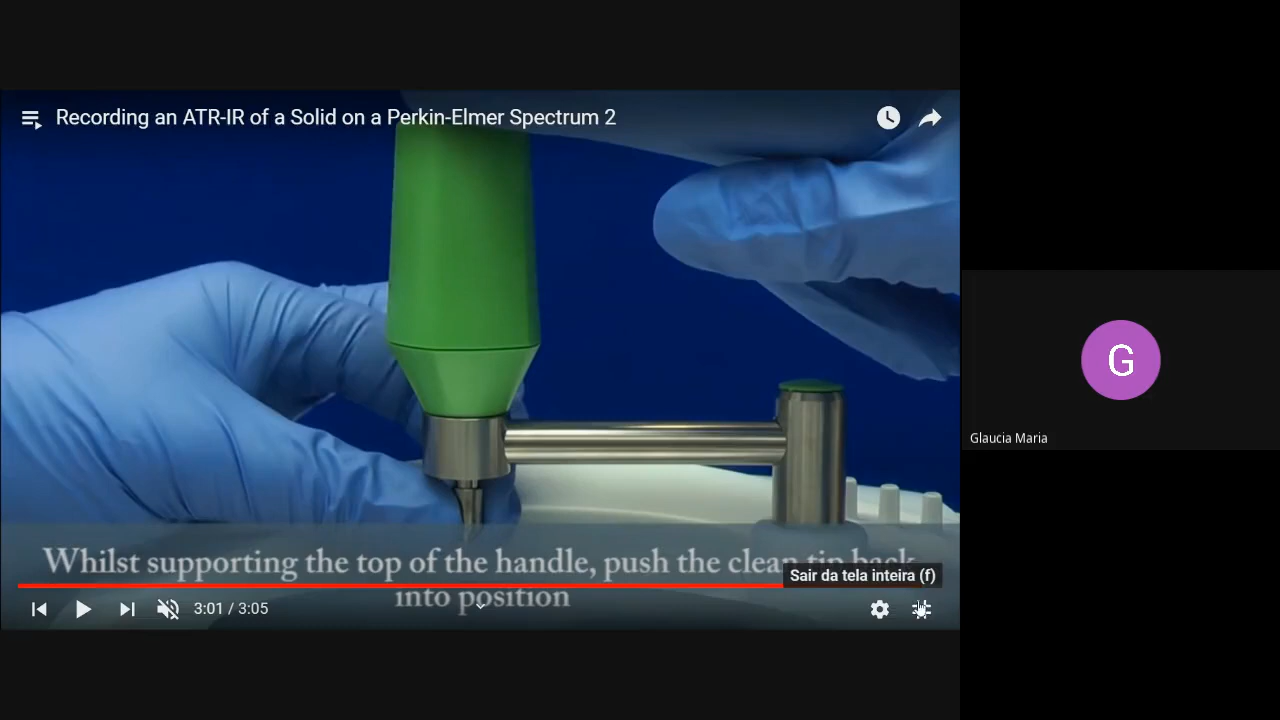 Recording an ATR-IR of a Solid on a Perkin-Elmer Spectrum 2
G
Glaucia Maria
Whilst supporting the top of the handle, push the clean tip back
into position
Sair da tela inteira (f)
3:01 / 3:05